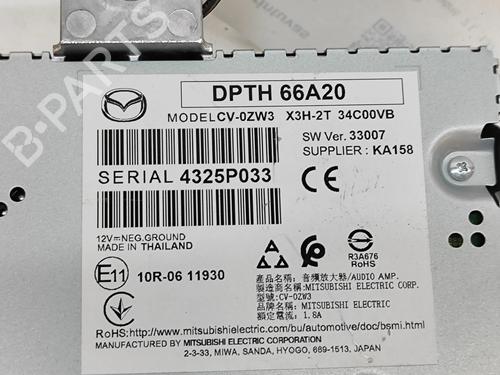 DPTH 66A20
MODEL CV-0ZW3 X3H-2T 34C00VB
SW Ver. 33007
SUPPLIER : KA158
SERIAL 4325P033
12V⎓NEG.GROUND
MADE IN THAILAND
R3A676
RoHS
E11 10R-06 11930
產品名稱：音頻放大器/AUDIO AMP.
製造商名稱：MITSUBISHI ELECTRIC CORP.
型號：CV-0ZW3
品牌名稱：MITSUBISHI ELECTRIC
額定電流：1.8A
RoHS:http://www.mitsubishielectric.com/bu/automotive/doc/bsmi.html
MANUFACTURED BY MITSUBISHI ELECTRIC CORPORATION
2-3-33, MIWA, SANDA, HYOGO, 669-1513, JAPAN
B-PARTS